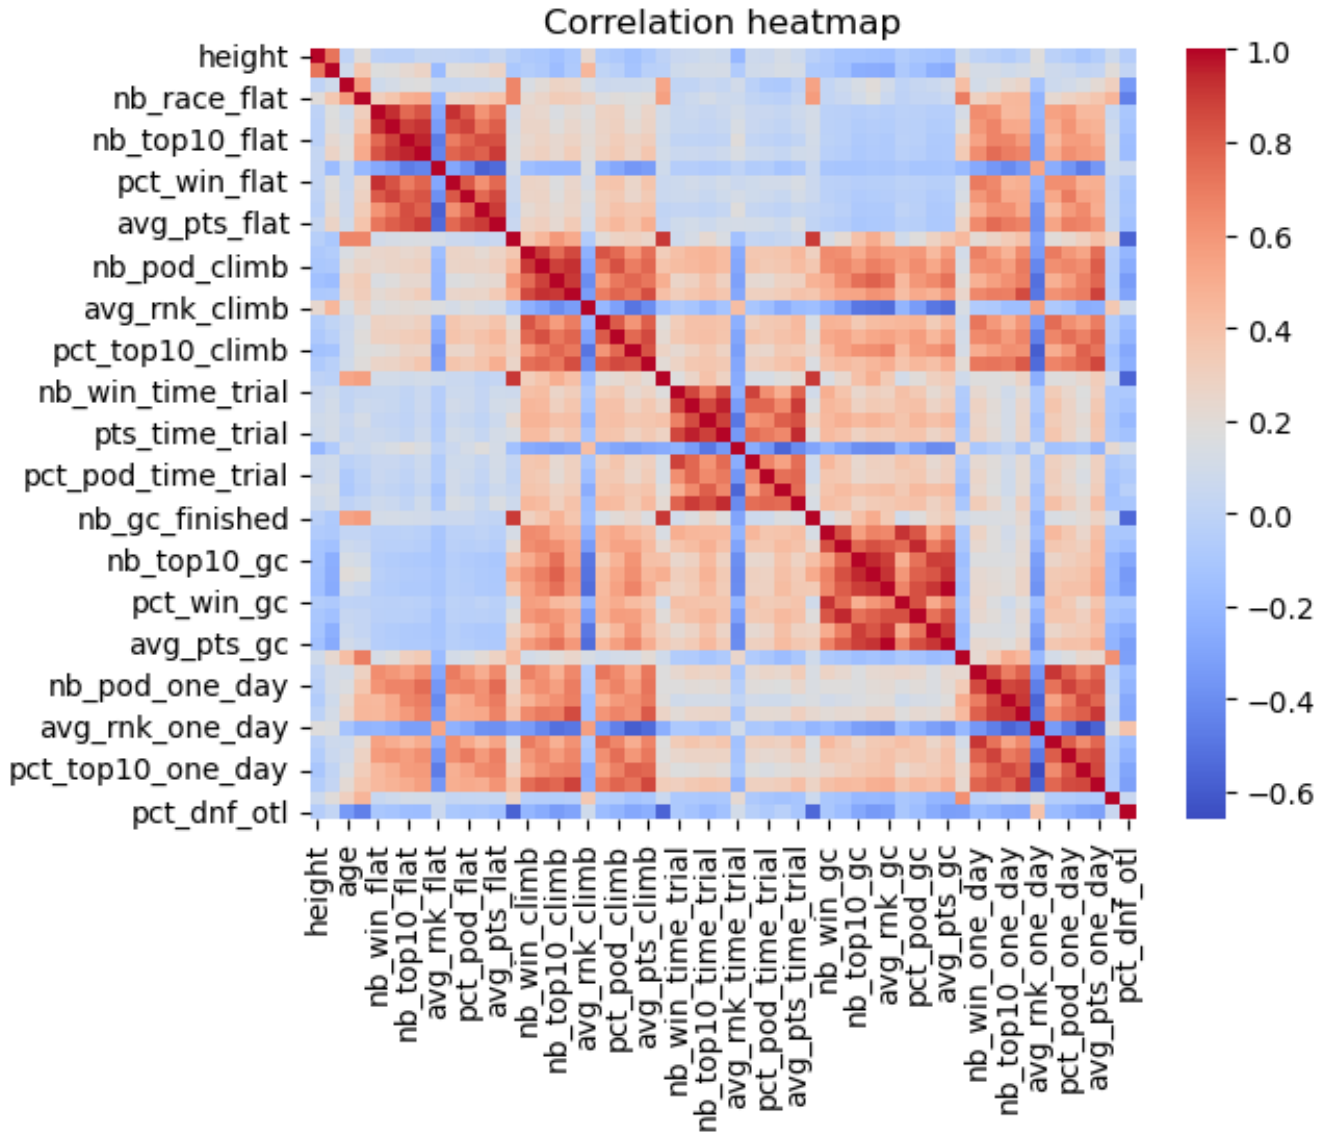 Correlation heatmap
height
nb_race_flat
nb_top10_flat
pct_win_flat
avg_pts_flat
nb_pod_climb
avg_rnk_climb
pct_top10_climb
nb_win_time_trial
pts_time_trial
pct_pod_time_trial
nb_gc_finished
nb_top10_gc
pct_win_gc
avg_pts_gc
nb_pod_one_day
avg_rnk_one_day
pct_top10_one_day
pct_dnf_otl
height
age
nb_win_flat
nb_top10_flat
avg_rnk_flat
pct_pod_flat
avg_pts_flat
nb_win_climb
nb_top10_climb
avg_rnk_climb
pct_pod_climb
avg_pts_climb
nb_win_time_trial
nb_top10_time_trial
avg_rnk_time_trial
pct_pod_time_trial
avg_pts_time_trial
nb_win_gc
nb_top10_gc
avg_rnk_gc
pct_pod_gc
avg_pts_gc
nb_win_one_day
nb_top10_one_day
avg_rnk_one_day
pct_pod_one_day
avg_pts_one_day
pct_dnf_otl
1.0
0.8
0.6
0.4
0.2
0.0
−0.2
−0.4
−0.6